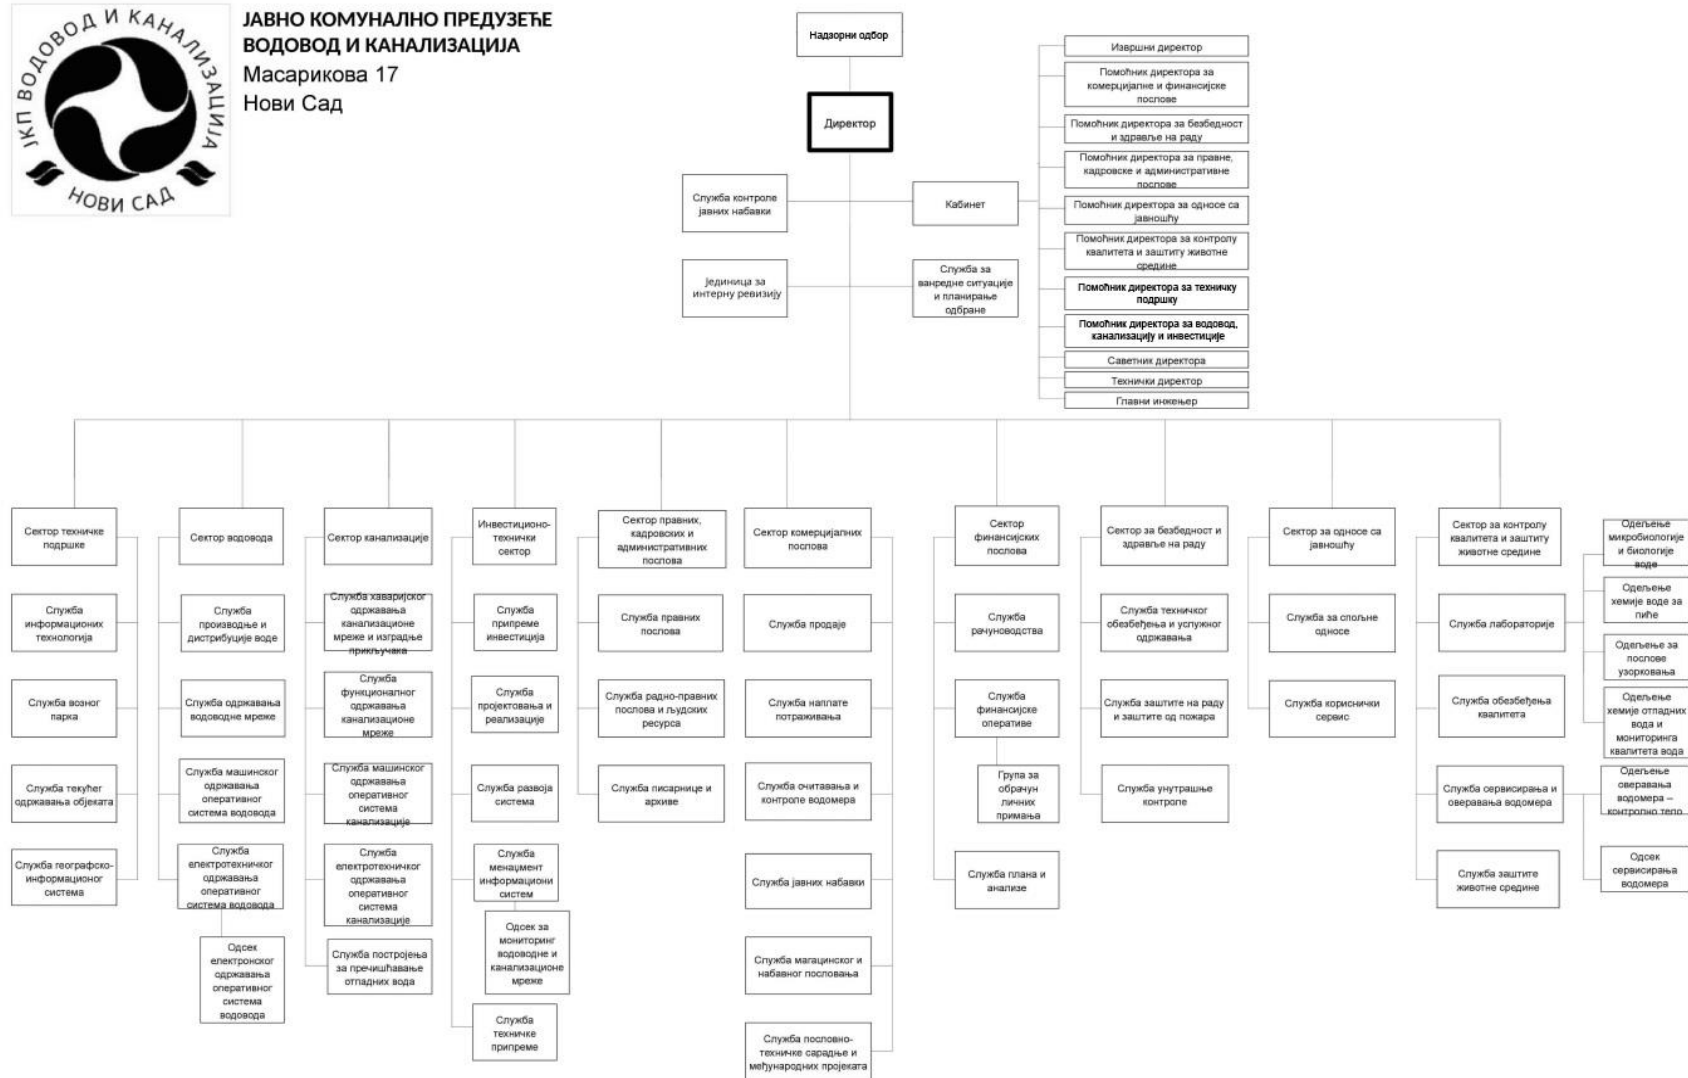 ЈКП ВОДОВОД И КАНАЛИЗАЦИЈА
НОВИ САД
ЈАВНО КОМУНАЛНО ПРЕДУЗЕЋЕ
ВОДОВОД И КАНАЛИЗАЦИЈА
Масарикова 17
Нови Сад
Надзорни одбор
Директор
Служба контроле
јавних набавки
Кабинет
Јединица за
интерну ревизију
Служба за
ванредне ситуације
и планирање
одбране
Извршни директор
Помоћник директора за
комерцијалне и финансијске
послове
Помоћник директора за безбедност
и здравље на раду
Помоћник директора за правне,
кадровске и административне
послове
Помоћник директора за односе са
јавношћу
Помоћник директора за контролу
квалитета и заштиту животне
средине
Помоћник директора за техничку
подршку
Помоћник директора за водовод,
канализацију и инвестиције
Саветник директора
Технички директор
Главни инжењер
Сектор техничке
подршке
Служба
информационих
технологија
Служба возног
парка
Служба текућег
одржавања објеката
Служба географско-
информационог
система
Сектор водовода
Служба
производње и
дистрибуције воде
Служба одржавања
водоводне мреже
Служба машинског
одржавања
оперативног
система водовода
Служба
електротехничког
одржавања
оперативног
система водовода
Одсек
електронског
одржавања
оперативног
система
водовода
Сектор канализације
Служба хаваријског
одржавања
канализационе
мреже и изградње
прикључака
Служба
функционалног
одржавања
канализационе
мреже
Служба машинског
одржавања
оперативног
система
канализације
Служба
електротехничког
одржавања
оперативног
система
канализације
Служба постројења
за пречишћавање
отпадних вода
Инвестиционо-
технички
сектор
Служба
припреме
инвестиција
Служба
пројектовања и
реализације
Служба развоја
система
Служба
менаџмент
информациони
систем
Одсек за
мониторинг
водоводне и
канализационе
мреже
Служба
техничке
припреме
Сектор правних,
кадровских и
административних
послова
Служба правних
послова
Служба радно-правних
послова и људских
ресурса
Служба писарнице и
архиве
Сектор комерцијалних
послова
Служба продаје
Служба наплате
потраживања
Служба очитавања и
контроле водомера
Служба јавних набавки
Служба магацинског и
набавног пословања
Служба пословно-
техничке сарадње и
међународних пројеката
Сектор
финансијских
послова
Служба
рачуноводства
Служба
финансијске
оперативе
Група за
обрачун
личних
примања
Служба плана и
анализе
Сектор за безбедност и
здравље на раду
Служба техничког
обезбеђења и услужног
одржавања
Служба заштите на раду
и заштите од пожара
Служба унутрашње
контроле
Сектор за односе са
јавношћу
Служба за спољне
односе
Служба кориснички
сервис
Сектор за контролу
квалитета и заштиту
животне средине
Служба лабораторије
Служба обезбеђења
квалитета
Служба сервисирања и
оверавања водомера
Служба заштите
животне средине
Одељење
микробиологије
и биологије
воде
Одељење
хемије воде за
пиће
Одељење за
послове
узорковања
Одељење
хемије отпадних
вода и
мониторинга
квалитета вода
Одељење
оверавања
водомера –
контролно тело
Одсек
сервисирања
водомера